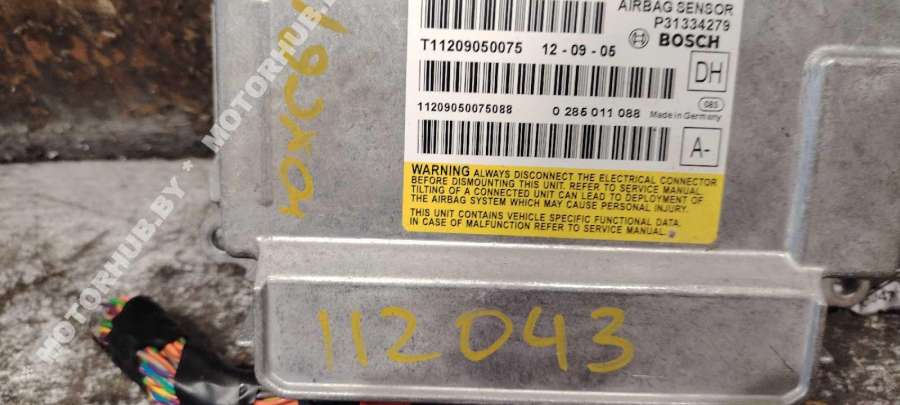 AIRBAG SENSOR
P31334279
BOSCH
T11209050075 12-09-05
DH
11209050075088 0 285 011 088 Made in Germany
085
A-
WARNING ALWAYS DISCONNECT THE ELECTRICAL CONNECTOR
BEFORE DISMOUNTING THIS UNIT. REFER TO SERVICE MANUAL.
TILTING OF A CONNECTED UNIT CAN LEAD TO DEPLOYMENT OF
THE AIRBAG SYSTEM WHICH MAY CAUSE PERSONAL INJURY.
THIS UNIT CONTAINS VEHICLE SPECIFIC FUNCTIONAL DATA.
IN CASE OF MALFUNCTION REFER TO SERVICE MANUAL.
112043
MOTORHUB.BY * MOTORHUB.BY